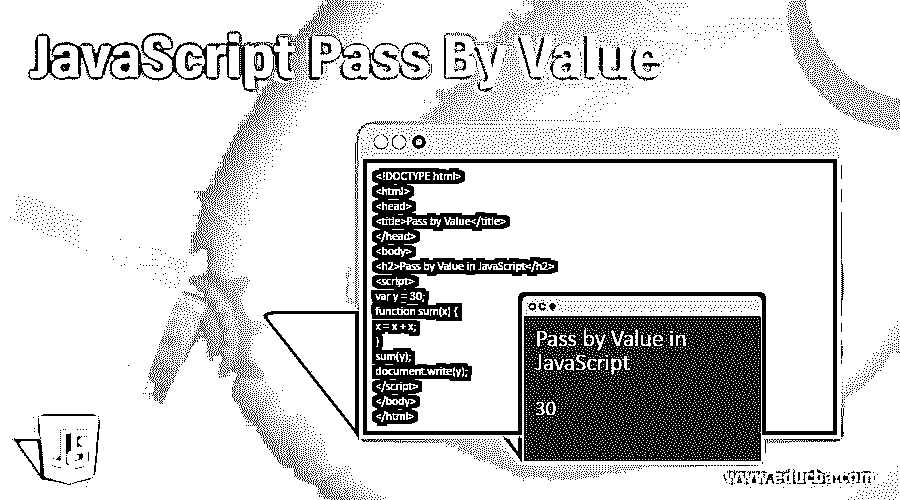 JavaScript Pass By Value
<!DOCTYPE html>
<html>
<head>
<title>Pass by Value</title>
</head>
<body>
<h2>Pass by Value in JavaScript</h2>
<script>
var y = 30;
function sum(x) {
x = x + x;
}
sum(y);
document.write(y);
</script>
</body>
</html>
Pass by Value in
JavaScript
30
JS
www.educba.com